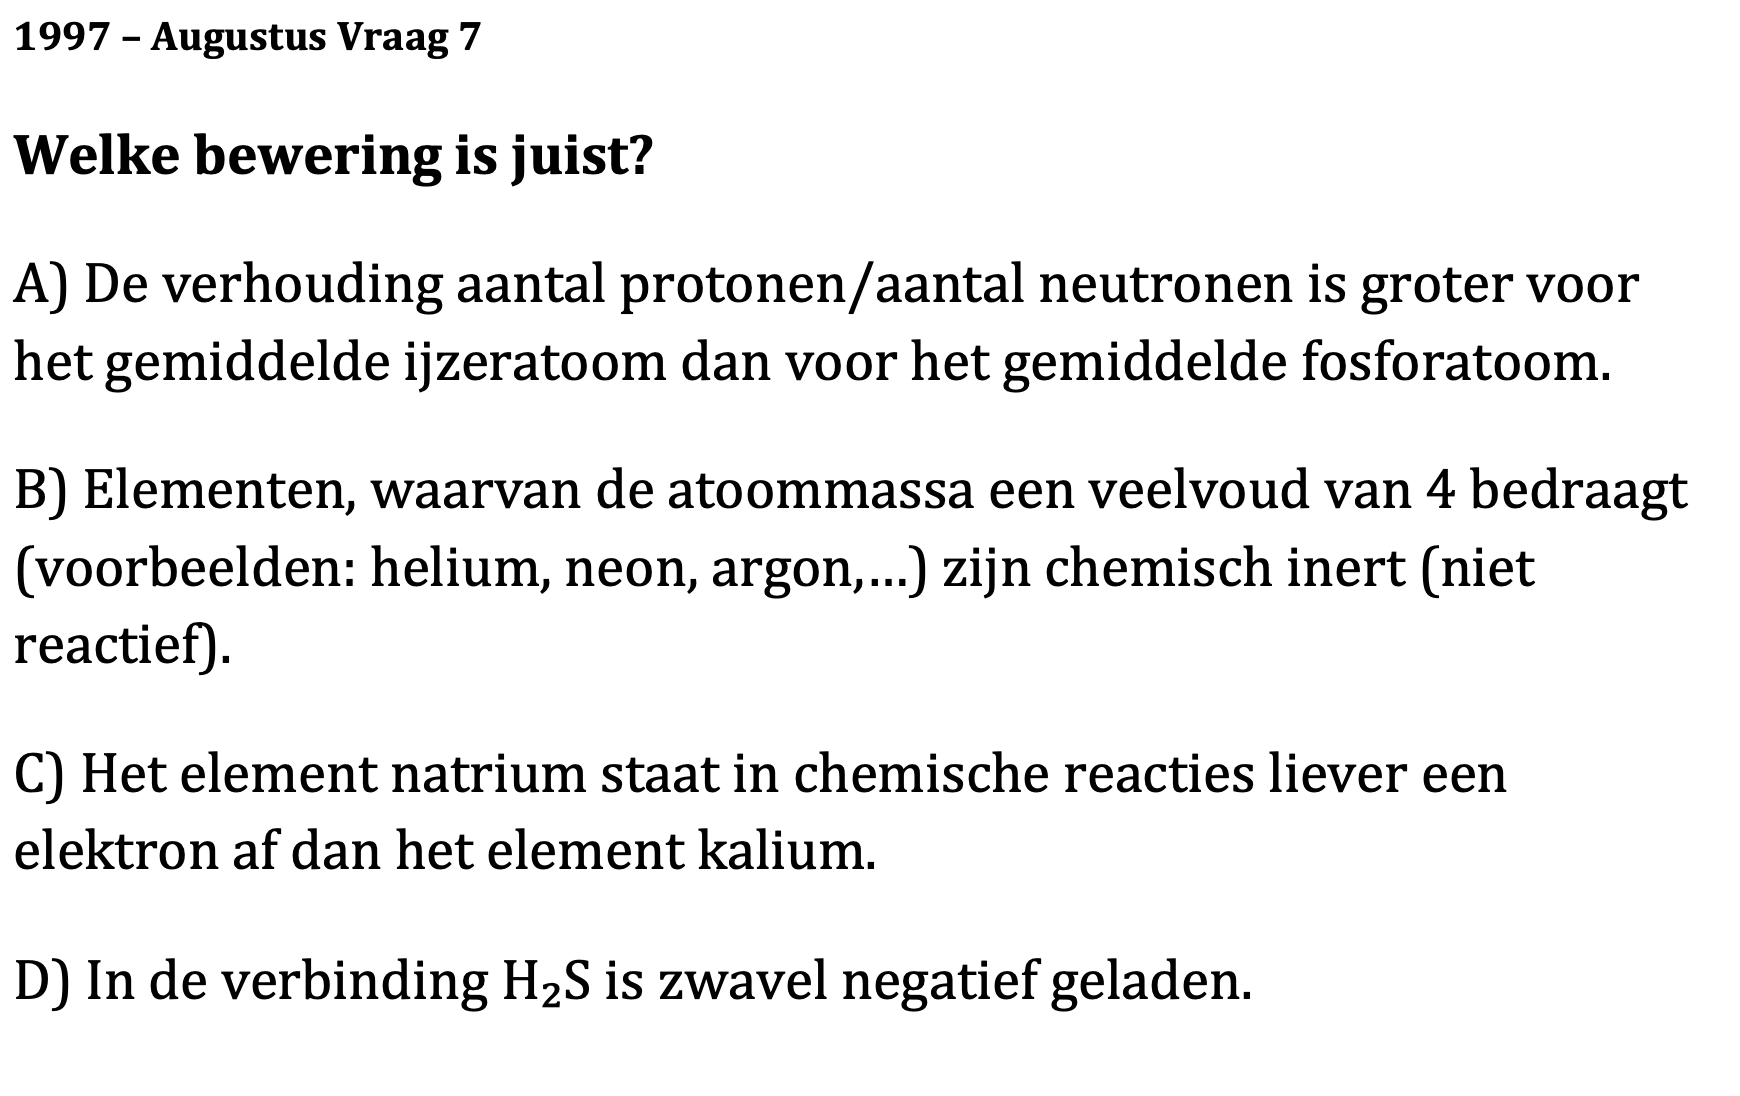 1997 – Augustus Vraag 7
Welke bewering is juist?
A) De verhouding aantal protonen/aantal neutronen is groter voor
het gemiddelde ijzeratoom dan voor het gemiddelde fosforatoom.
B) Elementen, waarvan de atoommassa een veelvoud van 4 bedraagt
(voorbeelden: helium, neon, argon,...) zijn chemisch inert (niet
reactief).
C) Het element natrium staat in chemische reacties liever een
elektron af dan het element kalium.
D) In de verbinding H₂S is zwavel negatief geladen.